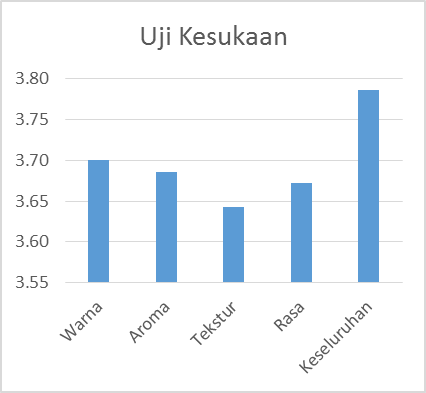 Uji Kesukaan
3.80
3.75
3.70
3.65
3.60
3.55
Warna
Aroma
Tekstur
Rasa
Keseluruhan